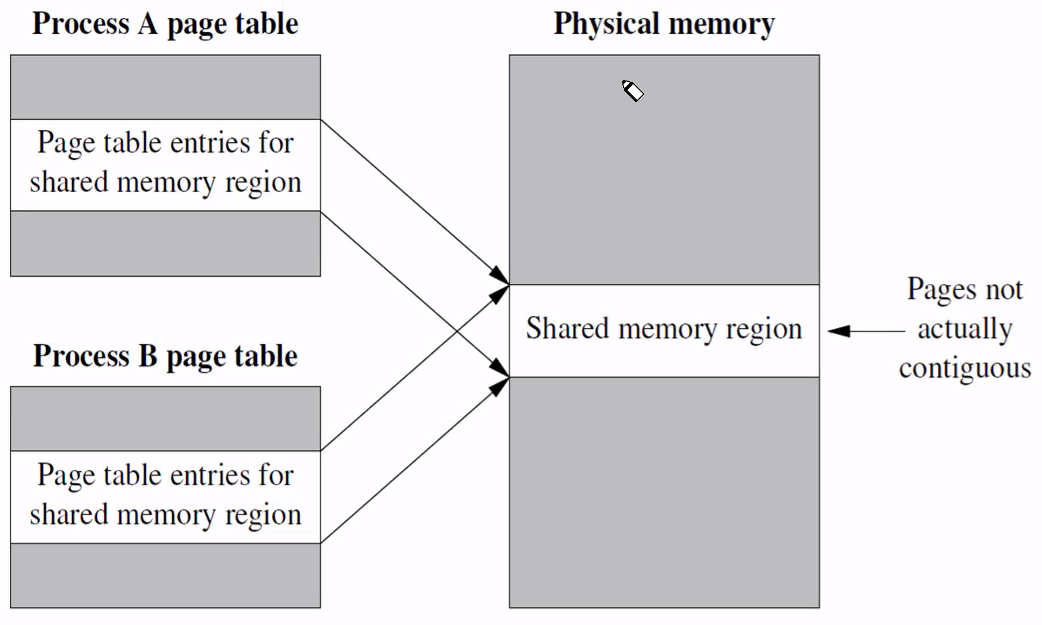 Process A page table
Page table entries for
shared memory region
Process B page table
Page table entries for
shared memory region
Physical memory
Shared memory region
Pages not
actually
contiguous